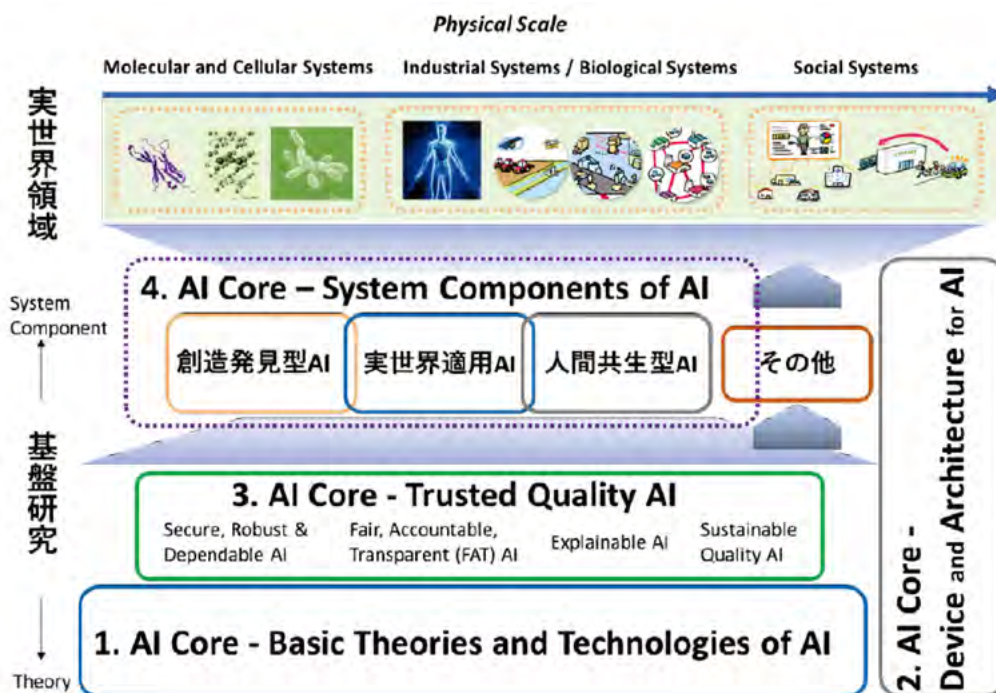 Physical Scale
Molecular and Cellular Systems
Industrial Systems / Biological Systems
Social Systems
実世界領域
4. AI Core – System Components of AI
System
Component
創造発見型AI
実世界適用AI
人間共生型AI
その他
基盤研究
3. AI Core - Trusted Quality AI
Secure, Robust &
Dependable AI
Fair, Accountable,
Transparent (FAT) AI
Explainable AI
Sustainable
Quality AI
1. AI Core - Basic Theories and Technologies of AI
Theory
2. AI Core -
Device and Architecture for AI